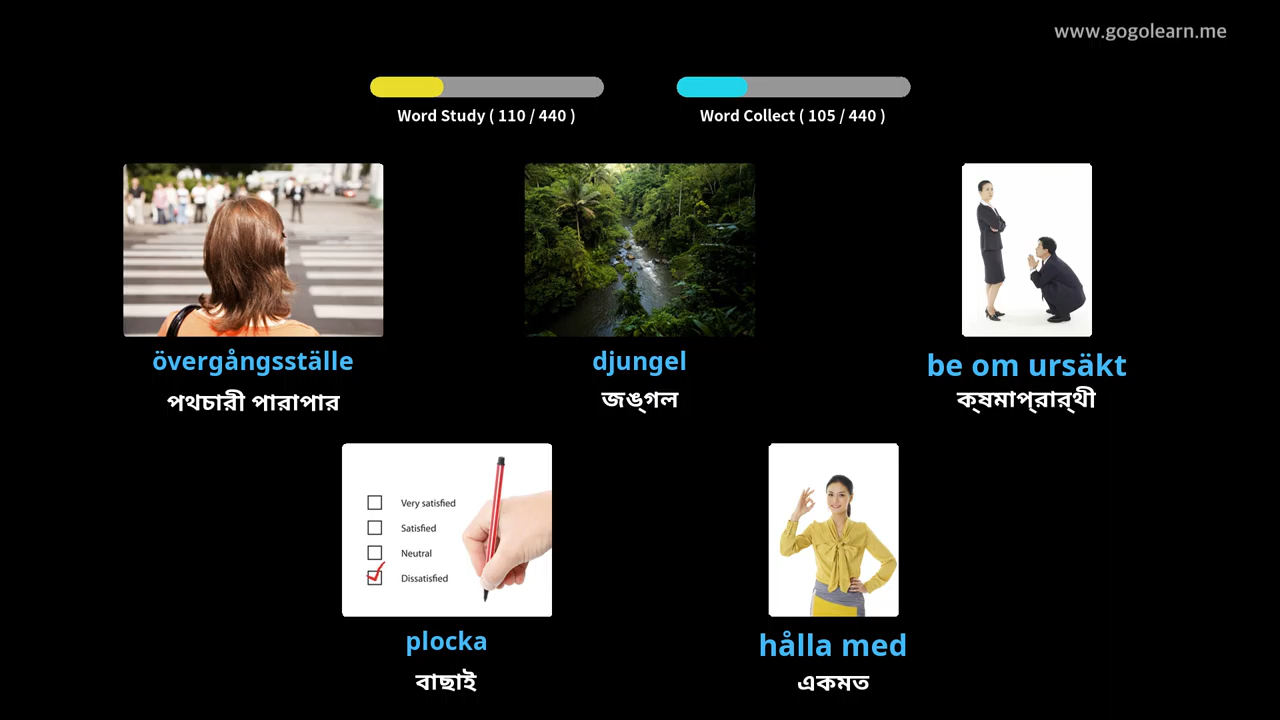 www.gogolearn.me
Word Study ( 110 / 440 )
Word Collect ( 105 / 440 )
övergångsställe
djungel
be om ursäkt
পথচারী পারাপার
জঙ্গল
ক্ষমাপ্রার্থী
Very satisfied
Satisfied
Neutral
Dissatisfied
plocka
hålla med
বাছাই
একমত